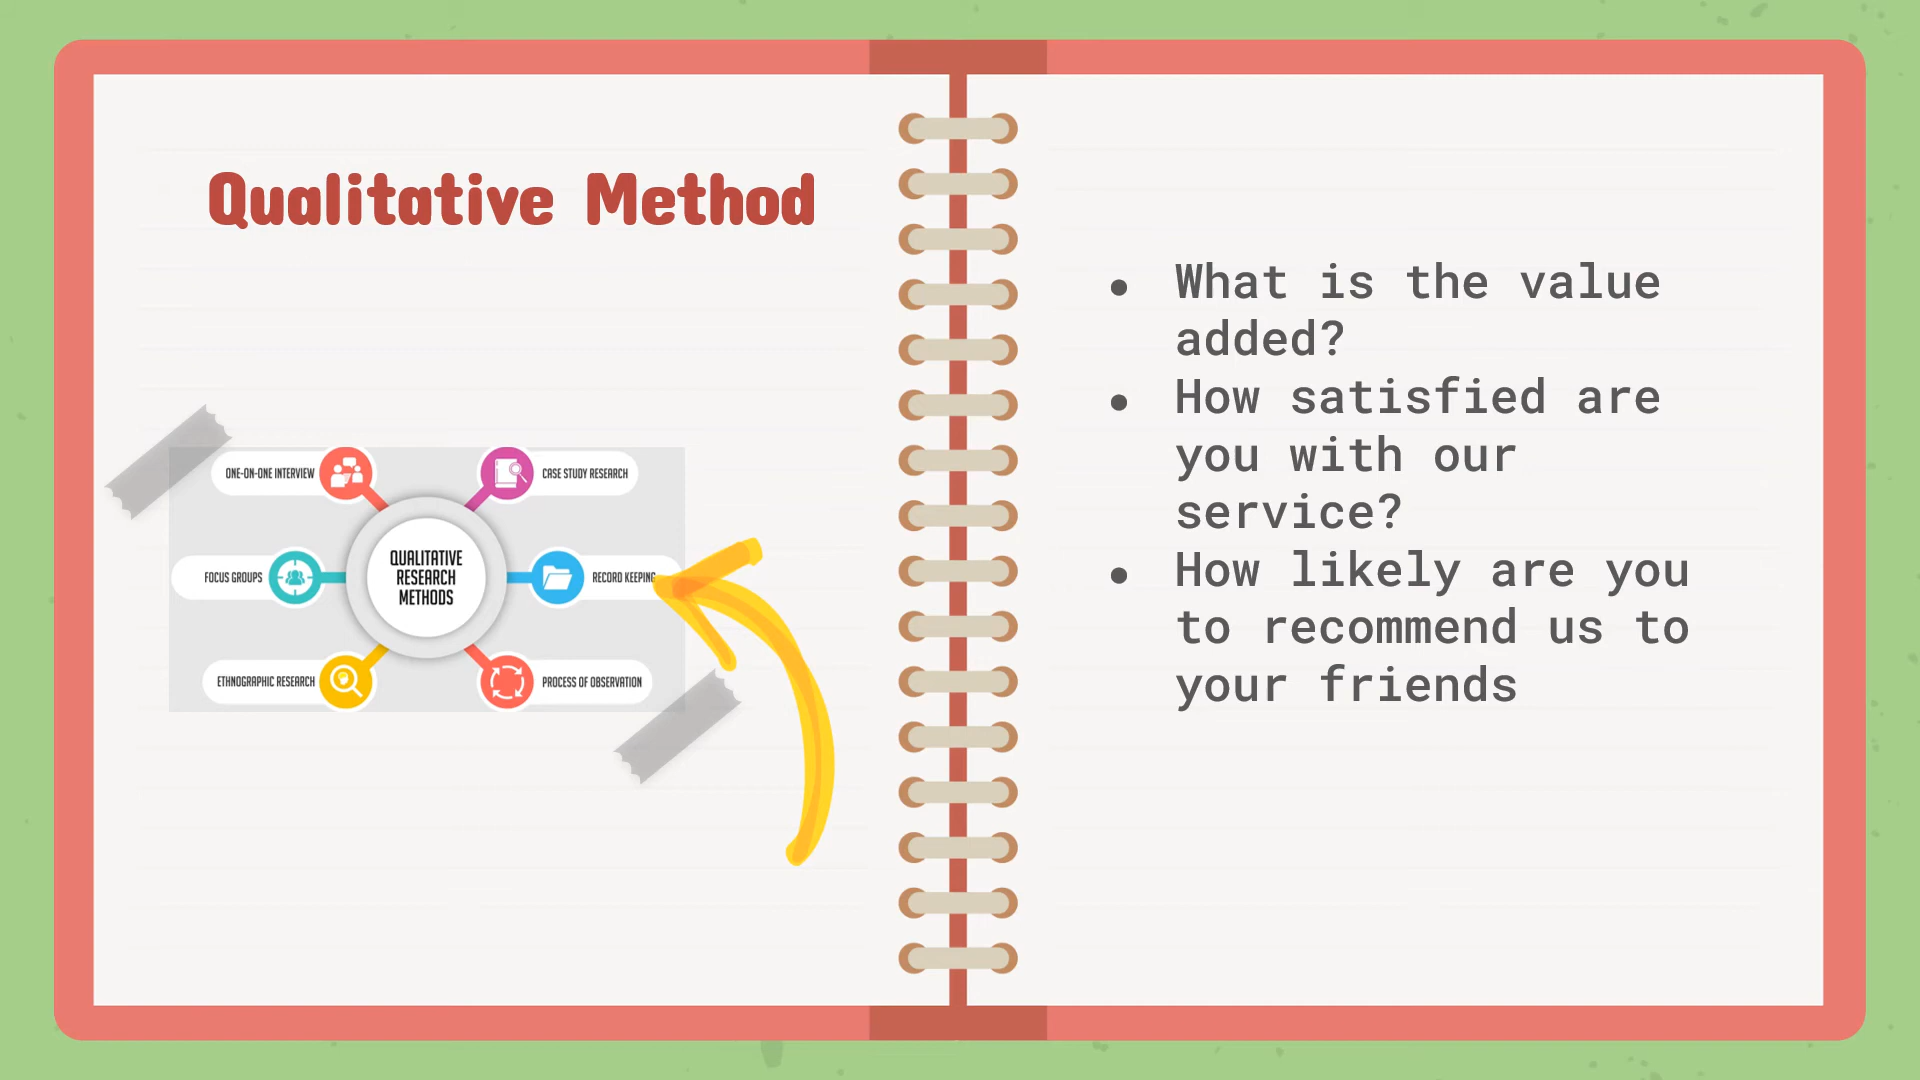 Qualitative Method
ONE-ON-ONE INTERVIEW
CASE STUDY RESEARCH
FOCUS GROUPS
QUALITATIVE
RESEARCH
METHODS
RECORD KEEPING
ETHNOGRAPHIC RESEARCH
PROCESS OF OBSERVATION
• What is the value
added?
• How satisfied are
you with our
service?
• How likely are you
to recommend us to
your friends